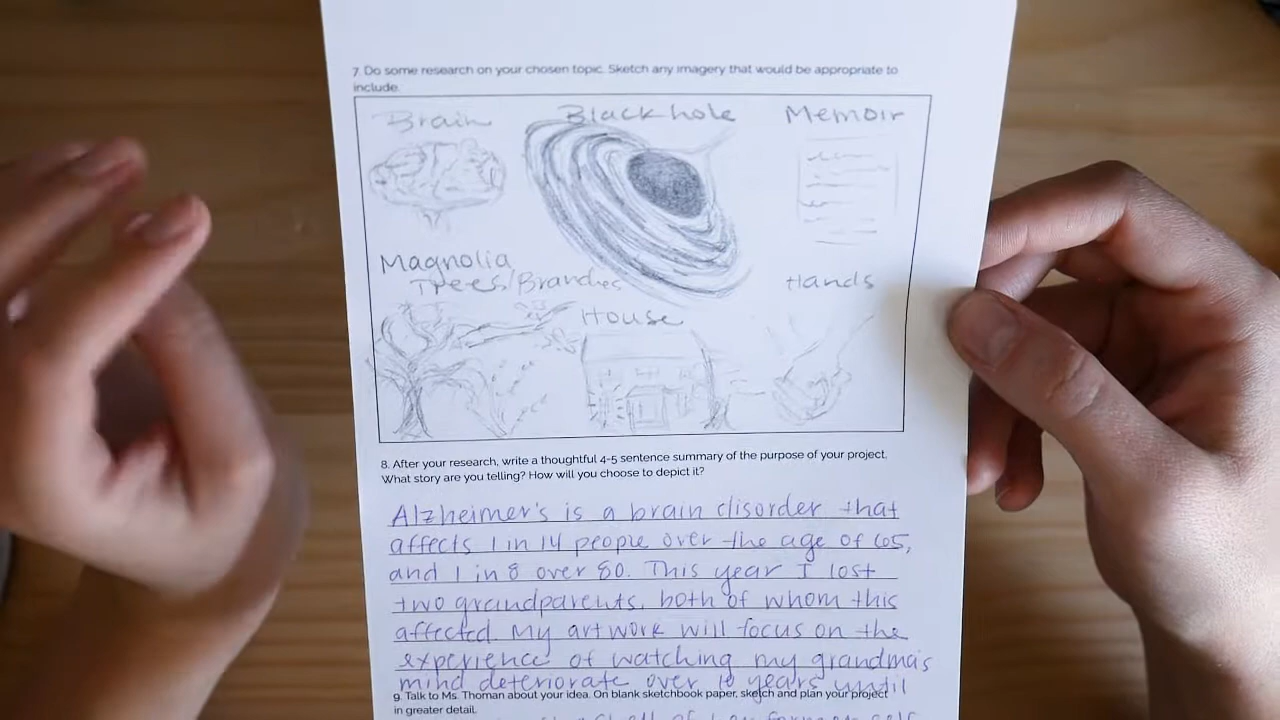 7. Do some research on your chosen topic. Sketch any imagery that would be appropriate to
include.
Brain
Black hole
Memoir
Magnolia
Trees/Branches
Hands
House
8. After your research, write a thoughtful 4-5 sentence summary of the purpose of your project.
What story are you telling? How will you choose to depict it?
Alzheimer's is a brain disorder that
affects 1 in 14 people over the age of 65,
and 1 in 8 over 80. This year I lost
two grandparents, both of whom this
affected. My artwork will focus on the
experience of watching my grandma's
mind deteriorate over 10 years until
9. Talk to Ms. Thoman about your idea. On blank sketchbook paper, sketch and plan your project
in greater detail.